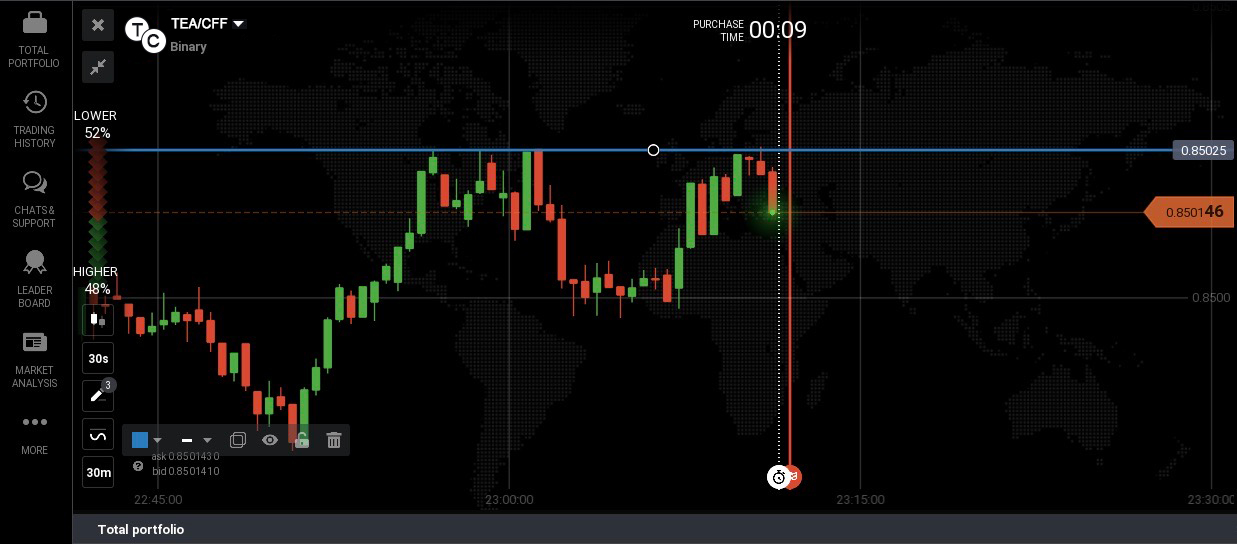 TOTAL
PORTFOLIO
TRADING
HISTORY
CHATS &
SUPPORT
LEADER
BOARD
MARKET
ANALYSIS
MORE
T
C
TEA/CFF
Binary
PURCHASE
TIME
00:09
LOWER
52%
HIGHER
48%
30s
3
30m
ask 0.8501430
bid 0.8501410
0.85025
0.850146
0.8500
22:45:00
23:00:00
23:15:00
23:30:00
Total portfolio